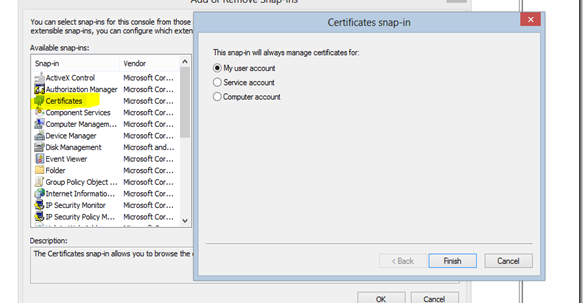 Add or Remove Snap-ins
You can select snap-ins for this console from those
extensible snap-ins, you can configure which exten
Available snap-ins:
Snap-in Vendor
ActiveX Control Microsoft Cor...
Authorization Manager Microsoft Cor...
Certificates Microsoft Cor...
Component Services Microsoft Cor...
Computer Managem... Microsoft Cor...
Device Manager Microsoft Cor...
Disk Management Microsoft and...
Event Viewer Microsoft Cor...
Folder Microsoft Cor...
Group Policy Object ... Microsoft Cor...
Internet Informatio... Microsoft Cor...
IP Security Monitor Microsoft Cor...
IP Security Policy M... Microsoft Cor...
Description:
The Certificates snap-in allows you to browse the
OK Cancel
Certificates snap-in
This snap-in will always manage certificates for:
My user account
Service account
Computer account
< Back Finish Cancel